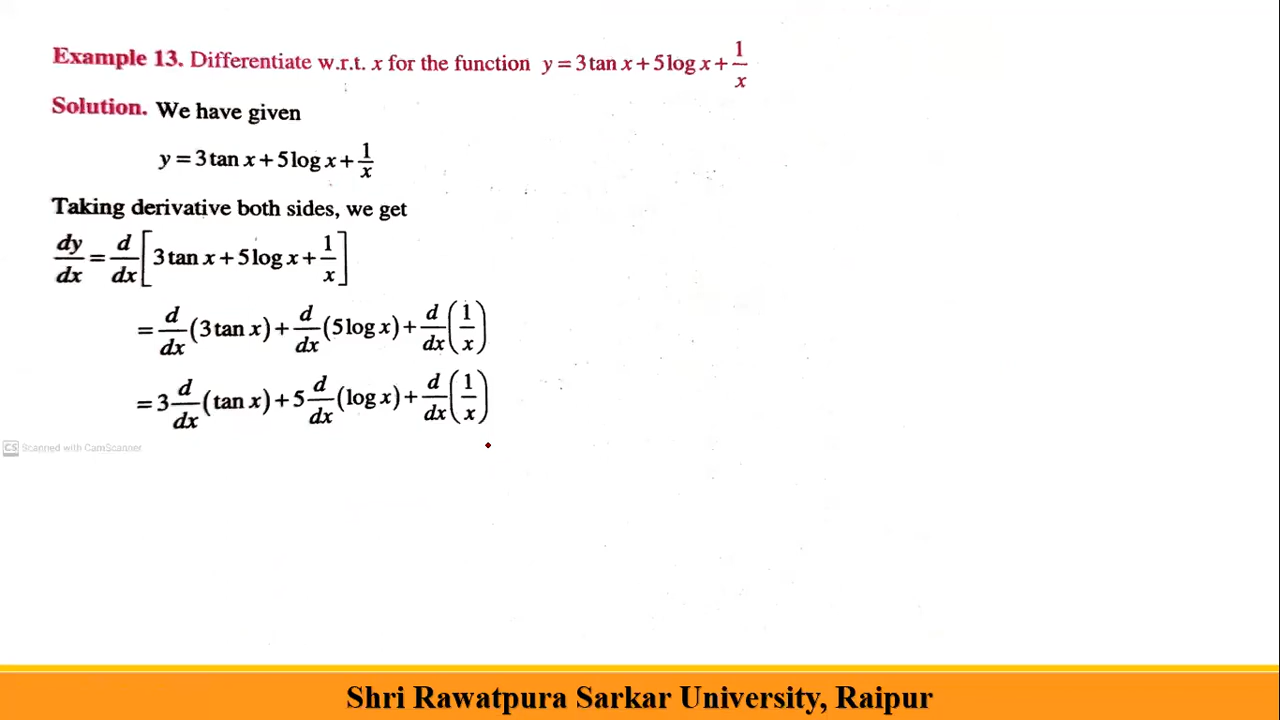 Example 13. Differentiate w.r.t. x for the function y = 3 tan x + 5 log x + 1/x
Solution. We have given
y = 3 tan x + 5 log x + 1/x
Taking derivative both sides, we get
dy/dx = d/dx [3 tan x + 5 log x + 1/x]
= d/dx (3 tan x) + d/dx (5 log x) + d/dx (1/x)
= 3 d/dx (tan x) + 5 d/dx (log x) + d/dx (1/x)
CS Scanned with CamScanner
Shri Rawatpura Sarkar University, Raipur